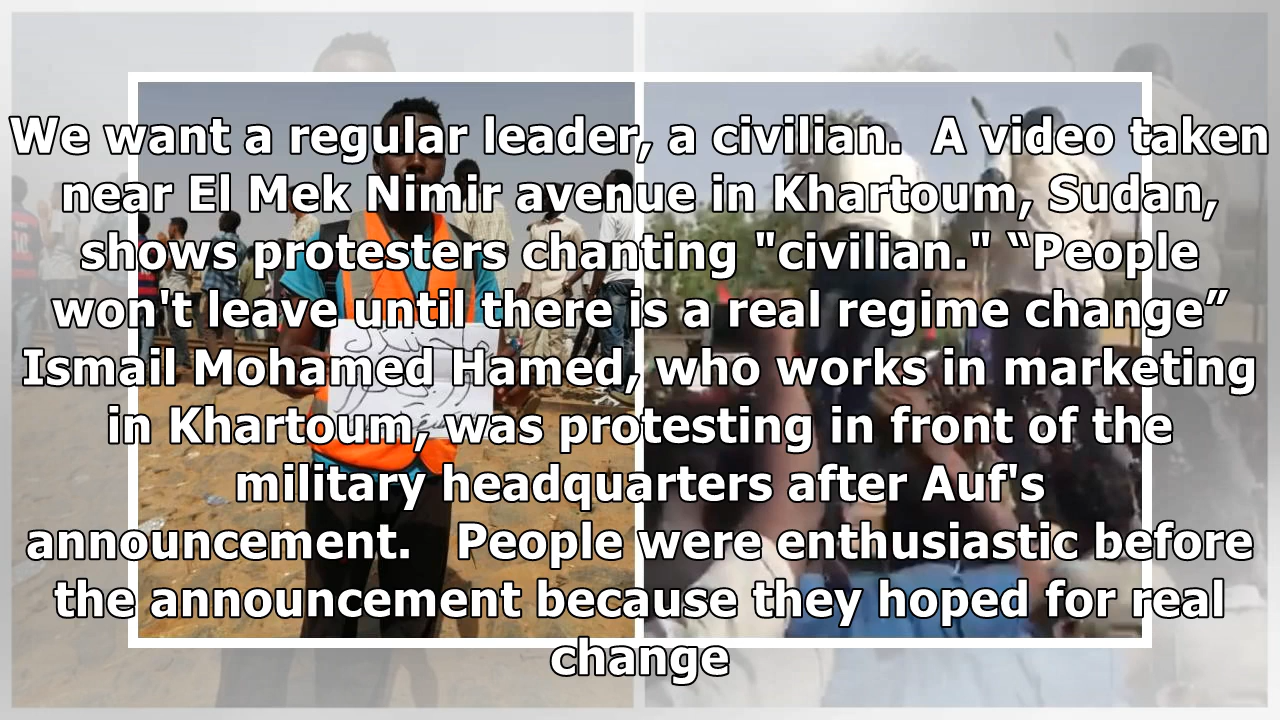 We want a regular leader, a civilian.  A video taken
near El Mek Nimir avenue in Khartoum, Sudan,
shows protesters chanting "civilian." “People
won't leave until there is a real regime change”
Ismail Mohamed Hamed, who works in marketing
in Khartoum, was protesting in front of the
military headquarters after Auf's
announcement.   People were enthusiastic before
the announcement because they hoped for real
change